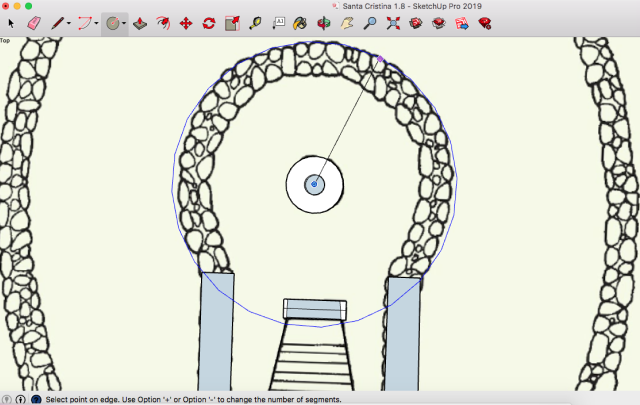 Santa Cristina 1.8 - SketchUp Pro 2019
A1
Top
Select point on edge. Use Option '+' or Option '-' to change the number of segments.